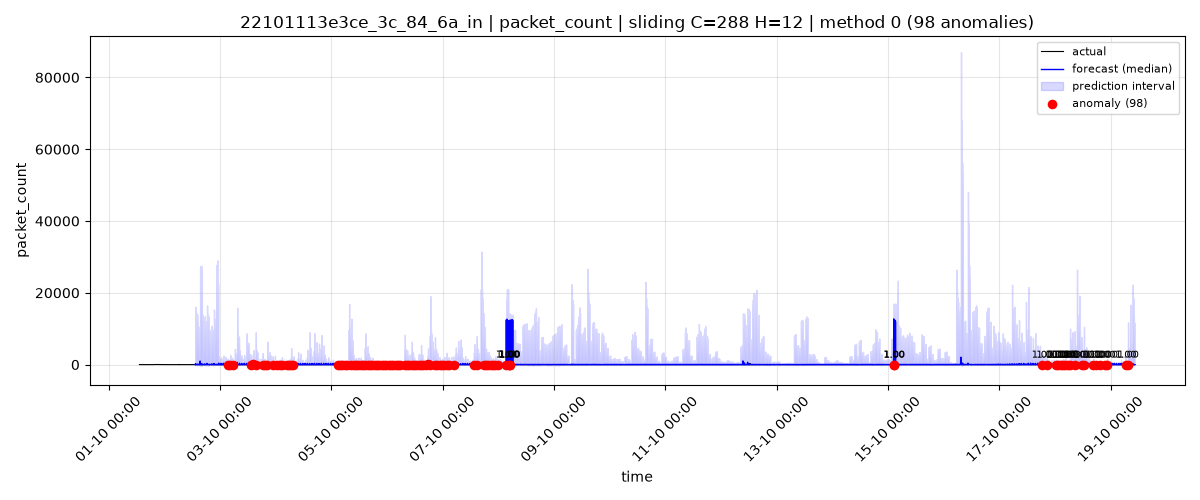 22101113e3ce_3c_84_6a_in | packet_count | sliding C=288 H=12 | method 0 (98 anomalies)
actual
forecast (median)
prediction interval
anomaly (98)
packet_count
80000
60000
40000
20000
0
1.00
1.00
01-10 00:00
03-10 00:00
05-10 00:00
07-10 00:00
09-10 00:00
11-10 00:00
13-10 00:00
15-10 00:00
17-10 00:00
19-10 00:00
time